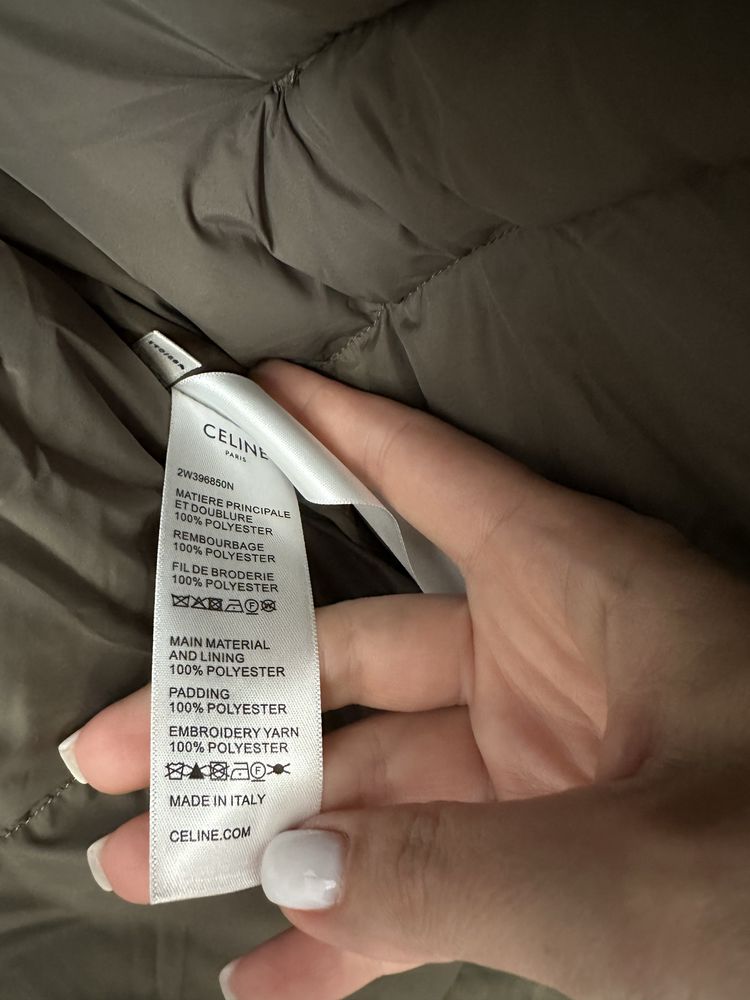 CELINE
PARIS
2W396850N
MATIERE PRINCIPALE
ET DOUBLURE
100% POLYESTER
REMBOURBAGE
100% POLYESTER
FIL DE BRODERIE
100% POLYESTER
MAIN MATERIAL
AND LINING
100% POLYESTER
PADDING
100% POLYESTER
EMBROIDERY YARN
100% POLYESTER
MADE IN ITALY
CELINE.COM